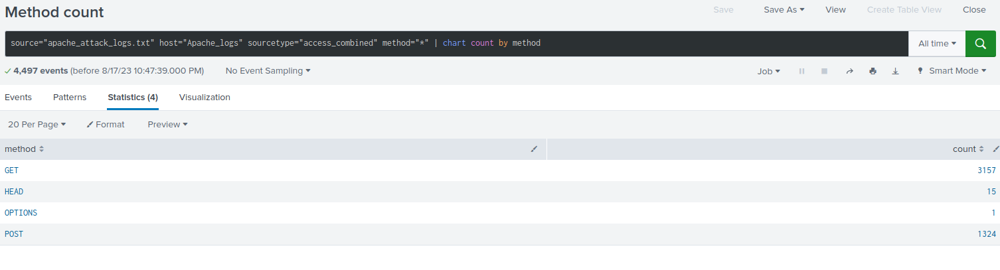 Method count Save Save As View Create Table View Close
source="apache_attack_logs.txt" host="Apache_logs" sourcetype="access_combined" method="*" | chart count by method All time
4,497 events (before 8/17/23 10:47:39.000 PM) No Event Sampling Job Smart Mode
Events Patterns Statistics (4) Visualization
20 Per Page Format Preview
method count
GET 3157
HEAD 15
OPTIONS 1
POST 1324